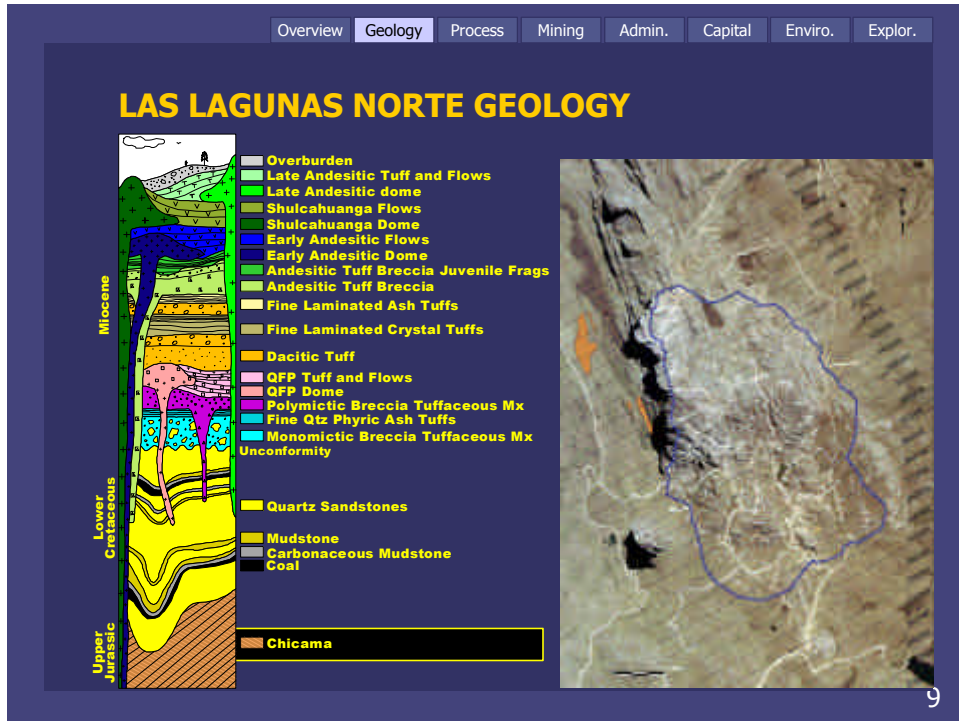 Overview Geology Process Mining Admin. Capital Enviro. Explor.
LAS LAGUNAS NORTE GEOLOGY
Overburden
Late Andesitic Tuff and Flows
Late Andesitic dome
Shulcahuanga Flows
Shulcahuanga Dome
Early Andesitic Flows
Early Andesitic Dome
Andesitic Tuff Breccia Juvenile Frags
Andesitic Tuff Breccia
Fine Laminated Ash Tuffs
Fine Laminated Crystal Tuffs
Dacitic Tuff
QFP Tuff and Flows
QFP Dome
Polymictic Breccia Tuffaceous Mx
Fine Qtz Phyric Ash Tuffs
Monomictic Breccia Tuffaceous Mx
Unconformity
Quartz Sandstones
Mudstone
Carbonaceous Mudstone
Coal
Chicama
Miocene
Lower
Cretaceous
Upper
Jurassic
9